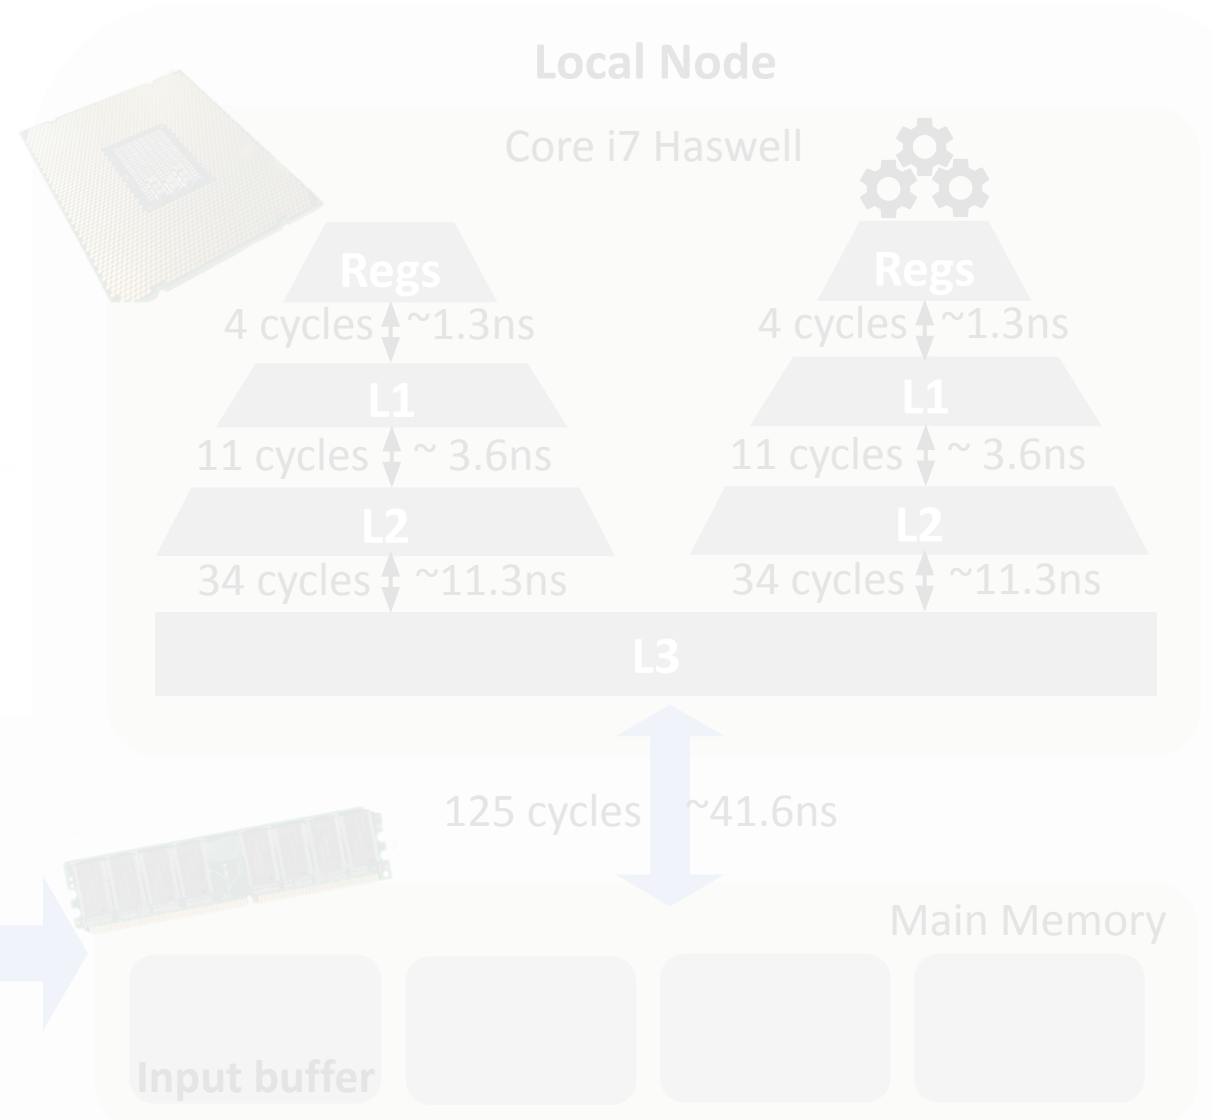 Local Node
Core i7 Haswell
Regs Regs
4 cycles ~1.3ns 4 cycles ~1.3ns
L1 L1
11 cycles ~ 3.6ns 11 cycles ~ 3.6ns
L2 L2
34 cycles ~11.3ns 34 cycles ~11.3ns
L3
125 cycles ~41.6ns
Main Memory
Input buffer